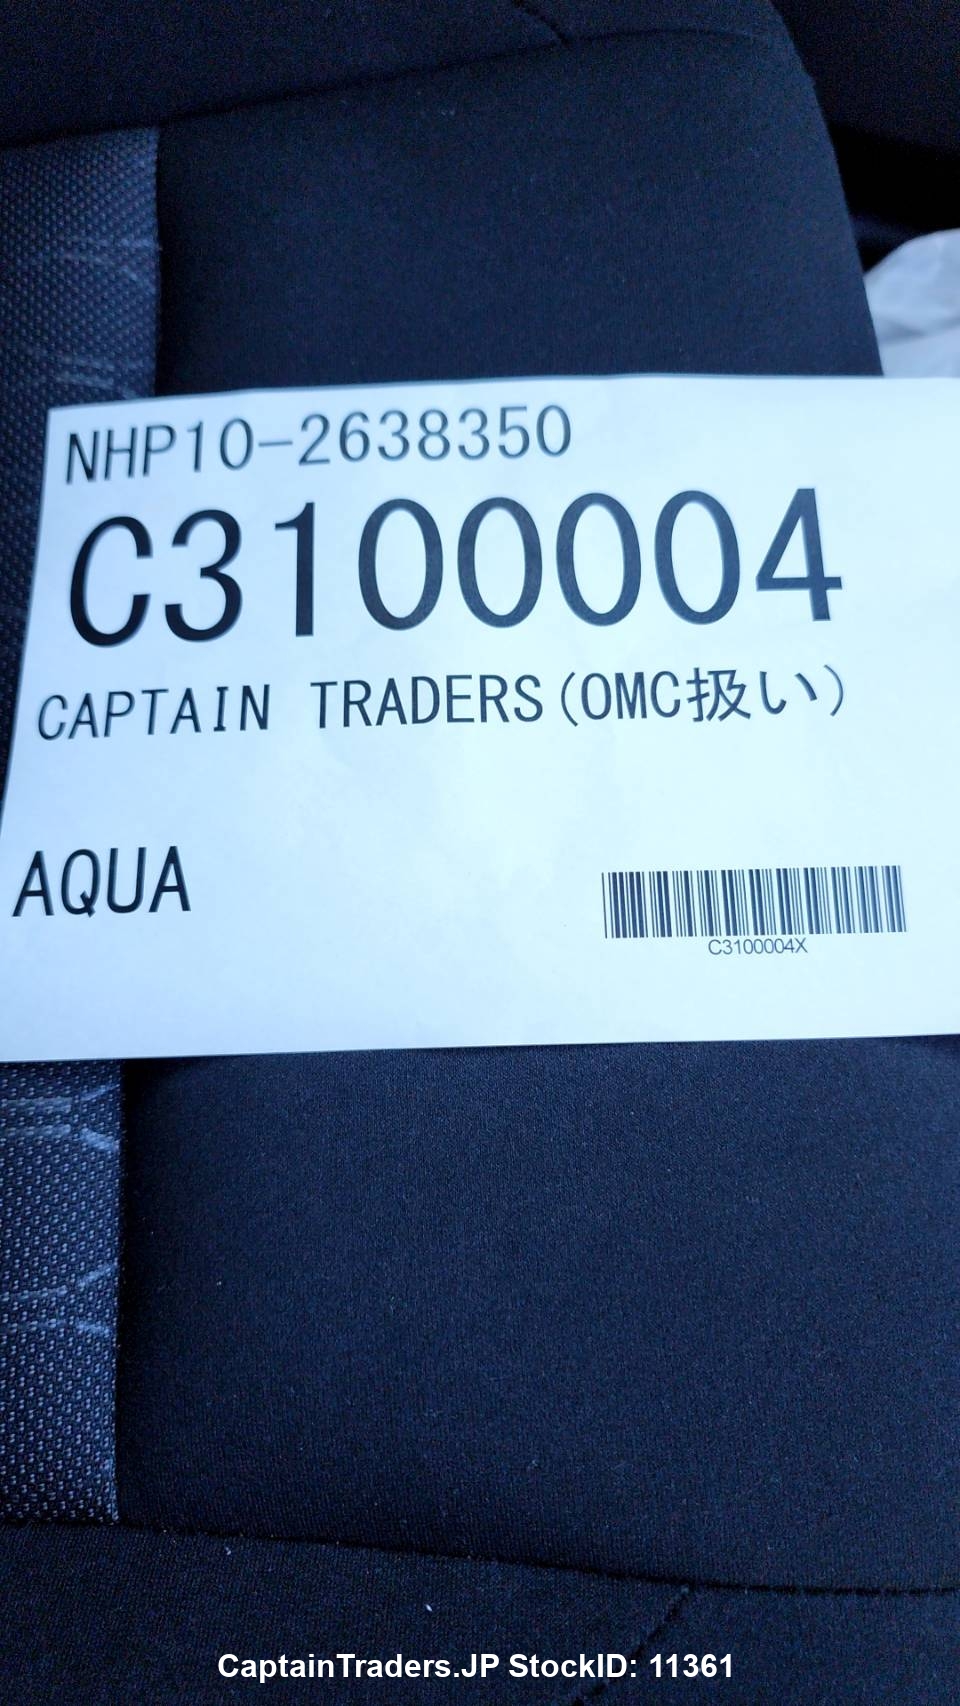 NHP10-2638350
C3100004
CAPTAIN TRADERS(OMC扱い)
AQUA
C3100004X
CaptainTraders.JP StockID: 11361